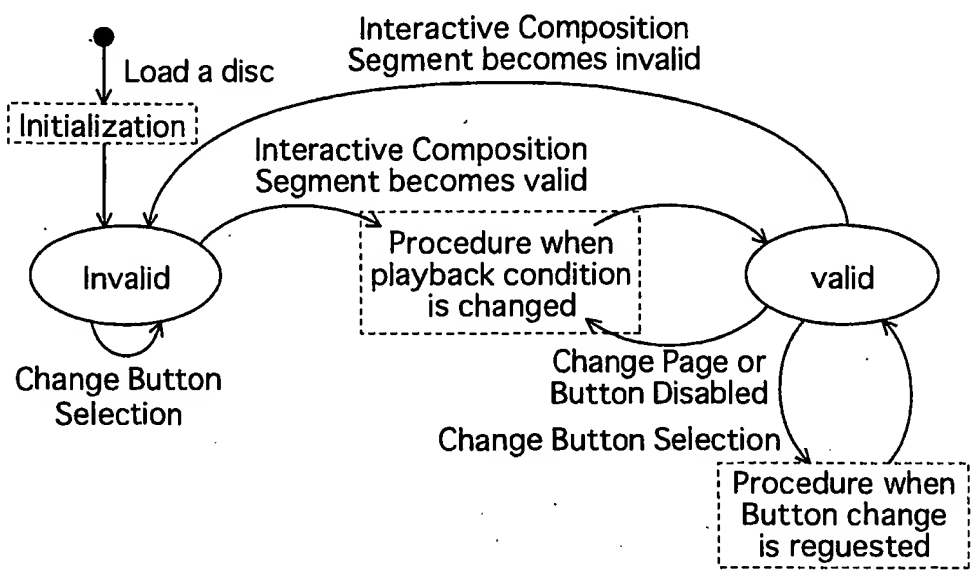 Interactive Composition
Segment becomes invalid
Load a disc
Initialization
Interactive Composition
Segment becomes valid
Procedure when
playback condition
is changed
Invalid
valid
Change Button
Selection
Change Page or
Button Disabled
Change Button Selection
Procedure when
Button change
is reguested